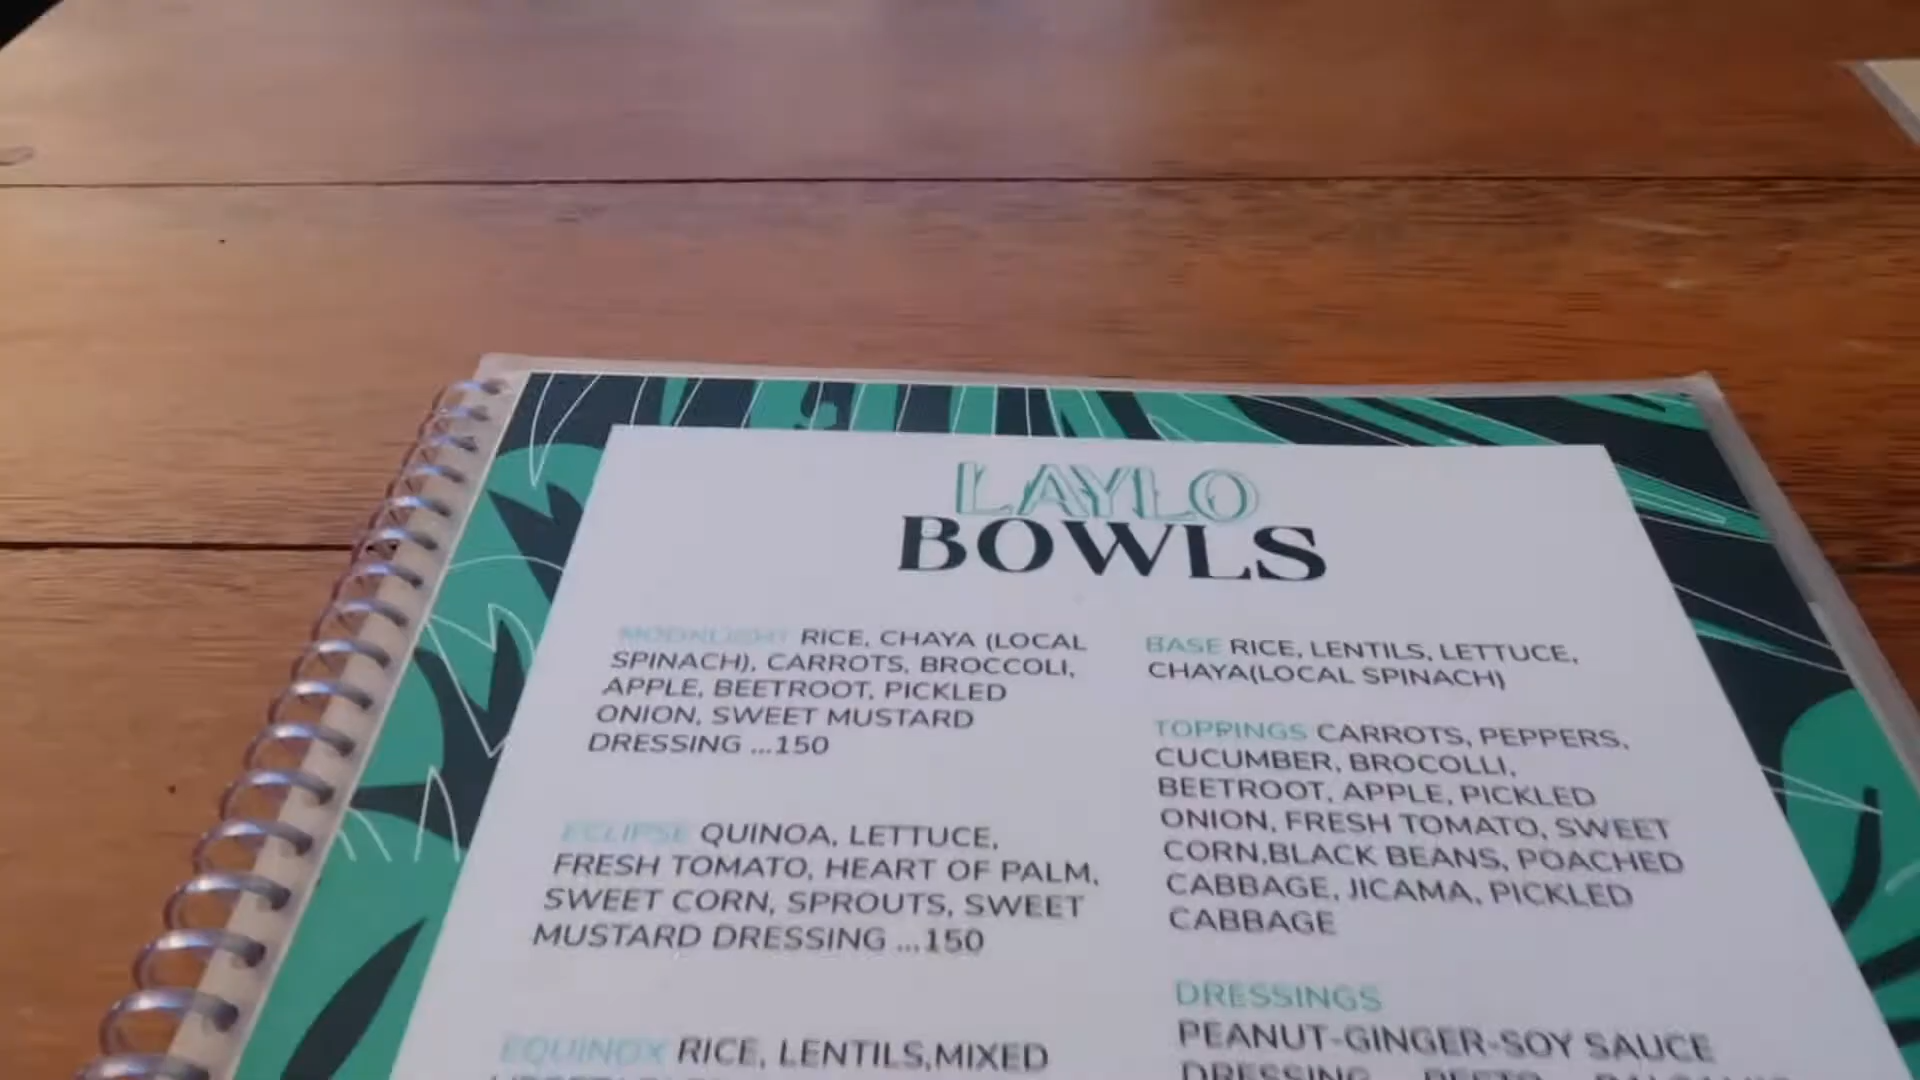 LAYLO
BOWLS
MOONLIGHT RICE, CHAYA (LOCAL
SPINACH), CARROTS, BROCCOLI,
APPLE, BEETROOT, PICKLED
ONION, SWEET MUSTARD
DRESSING ...150
ECLIPSE QUINOA, LETTUCE,
FRESH TOMATO, HEART OF PALM,
SWEET CORN, SPROUTS, SWEET
MUSTARD DRESSING ...150
EQUINOX RICE, LENTILS,MIXED
BASE RICE, LENTILS, LETTUCE,
CHAYA(LOCAL SPINACH)
TOPPINGS CARROTS, PEPPERS,
CUCUMBER, BROCOLLI,
BEETROOT, APPLE, PICKLED
ONION, FRESH TOMATO, SWEET
CORN,BLACK BEANS, POACHED
CABBAGE, JICAMA, PICKLED
CABBAGE
DRESSINGS
PEANUT-GINGER-SOY SAUCE
DRESSING